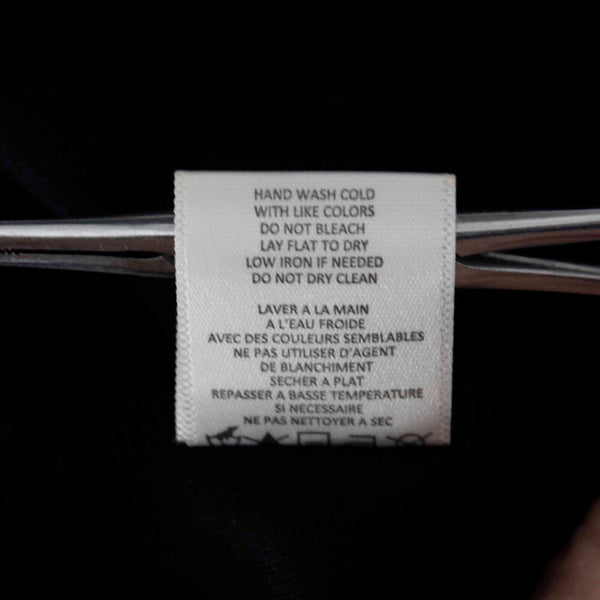 HAND WASH COLD
WITH LIKE COLORS
DO NOT BLEACH
LAY FLAT TO DRY
LOW IRON IF NEEDED
DO NOT DRY CLEAN
LAVER A LA MAIN
A L'EAU FROIDE
AVEC DES COULEURS SEMBLABLES
NE PAS UTILISER D'AGENT
DE BLANCHIMENT
SECHER A PLAT
REPASSER A BASSE TEMPERATURE
SI NECESSAIRE
NE PAS NETTOYER A SEC